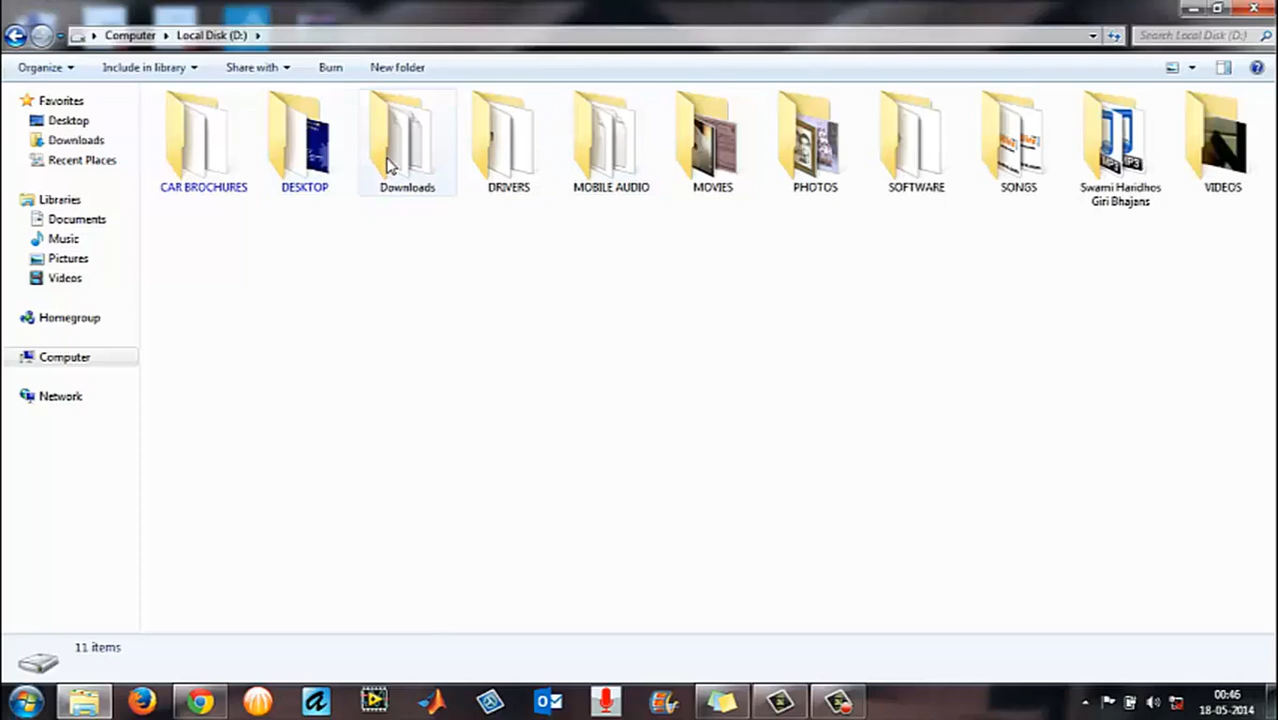 Computer
Local Disk (D:)
Search Local Disk (D:)
Organize
Include in library
Share with
Burn
New folder
Favorites
Desktop
Downloads
Recent Places
Libraries
Documents
Music
Pictures
Videos
Homegroup
Computer
Network
CAR BROCHURES
DESKTOP
Downloads
DRIVERS
MOBILE AUDIO
MOVIES
PHOTOS
SOFTWARE
SONGS
Swami Haridhos
Giri Bhajans
VIDEOS
11 items
00:46
18-05-2014